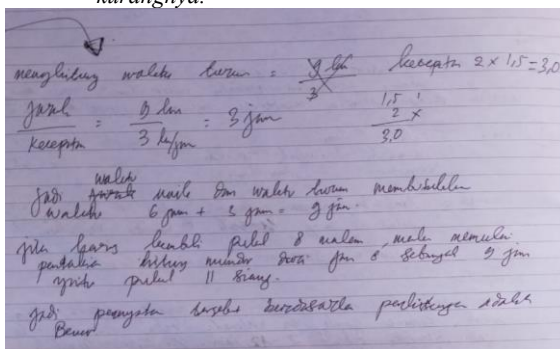 karangnya.
menghitung waktu turun = 9 km / 3 kecepatan 2 x 1,5 = 3,0
jarak / kecepatan = 9 km / 3 km/jam = 3 jam
1,5
2 x
3,0
Jadi waktu naik dan waktu turun membutuhkan
waktu 6 jam + 3 jam = 9 jam.
jika harus kembali pukul 8 malam, maka memulai
pendakian dihitung mundur dari jam 8 sebanyak 9 jam
yaitu pukul 11 siang.
Jadi pernyataan tersebut berdasarkan perhitungan adalah
Benar